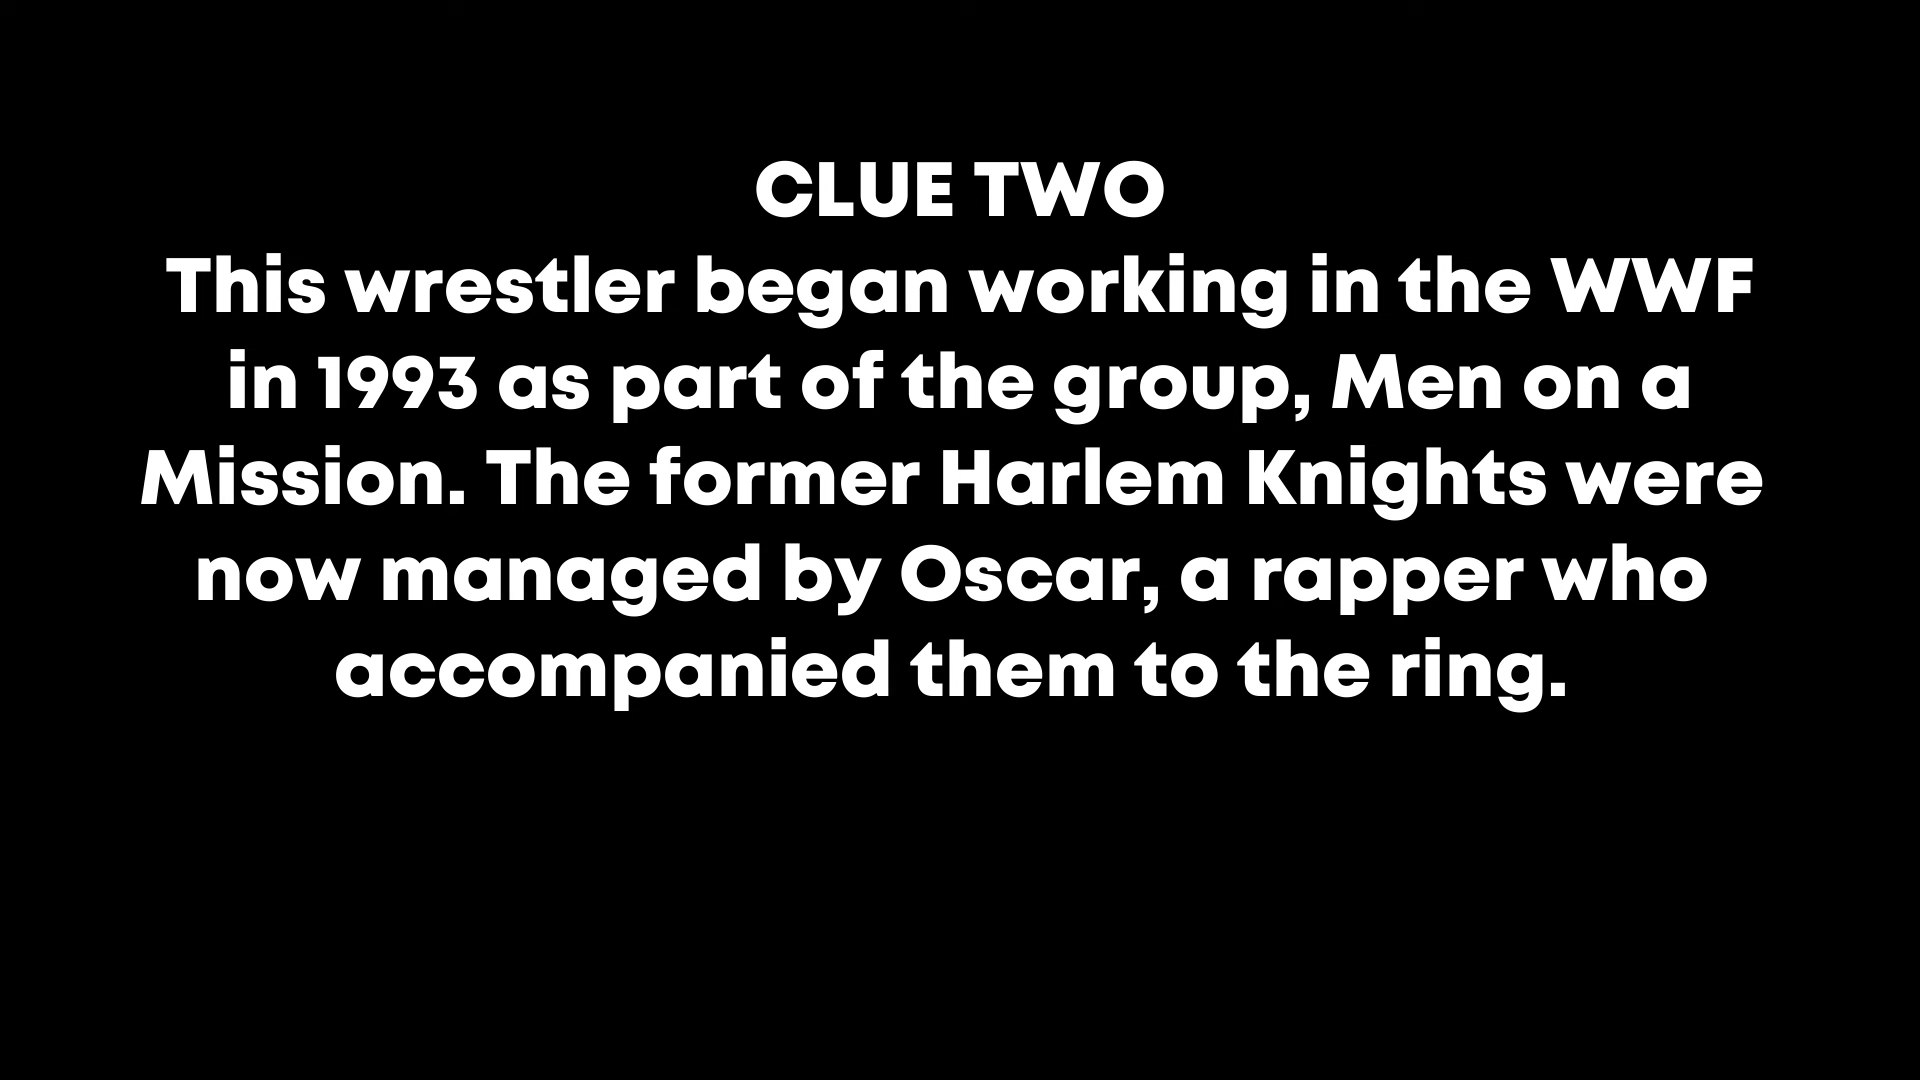 CLUE TWO
This wrestler began working in the WWF
in 1993 as part of the group, Men on a
Mission. The former Harlem Knights were
now managed by Oscar, a rapper who
accompanied them to the ring.